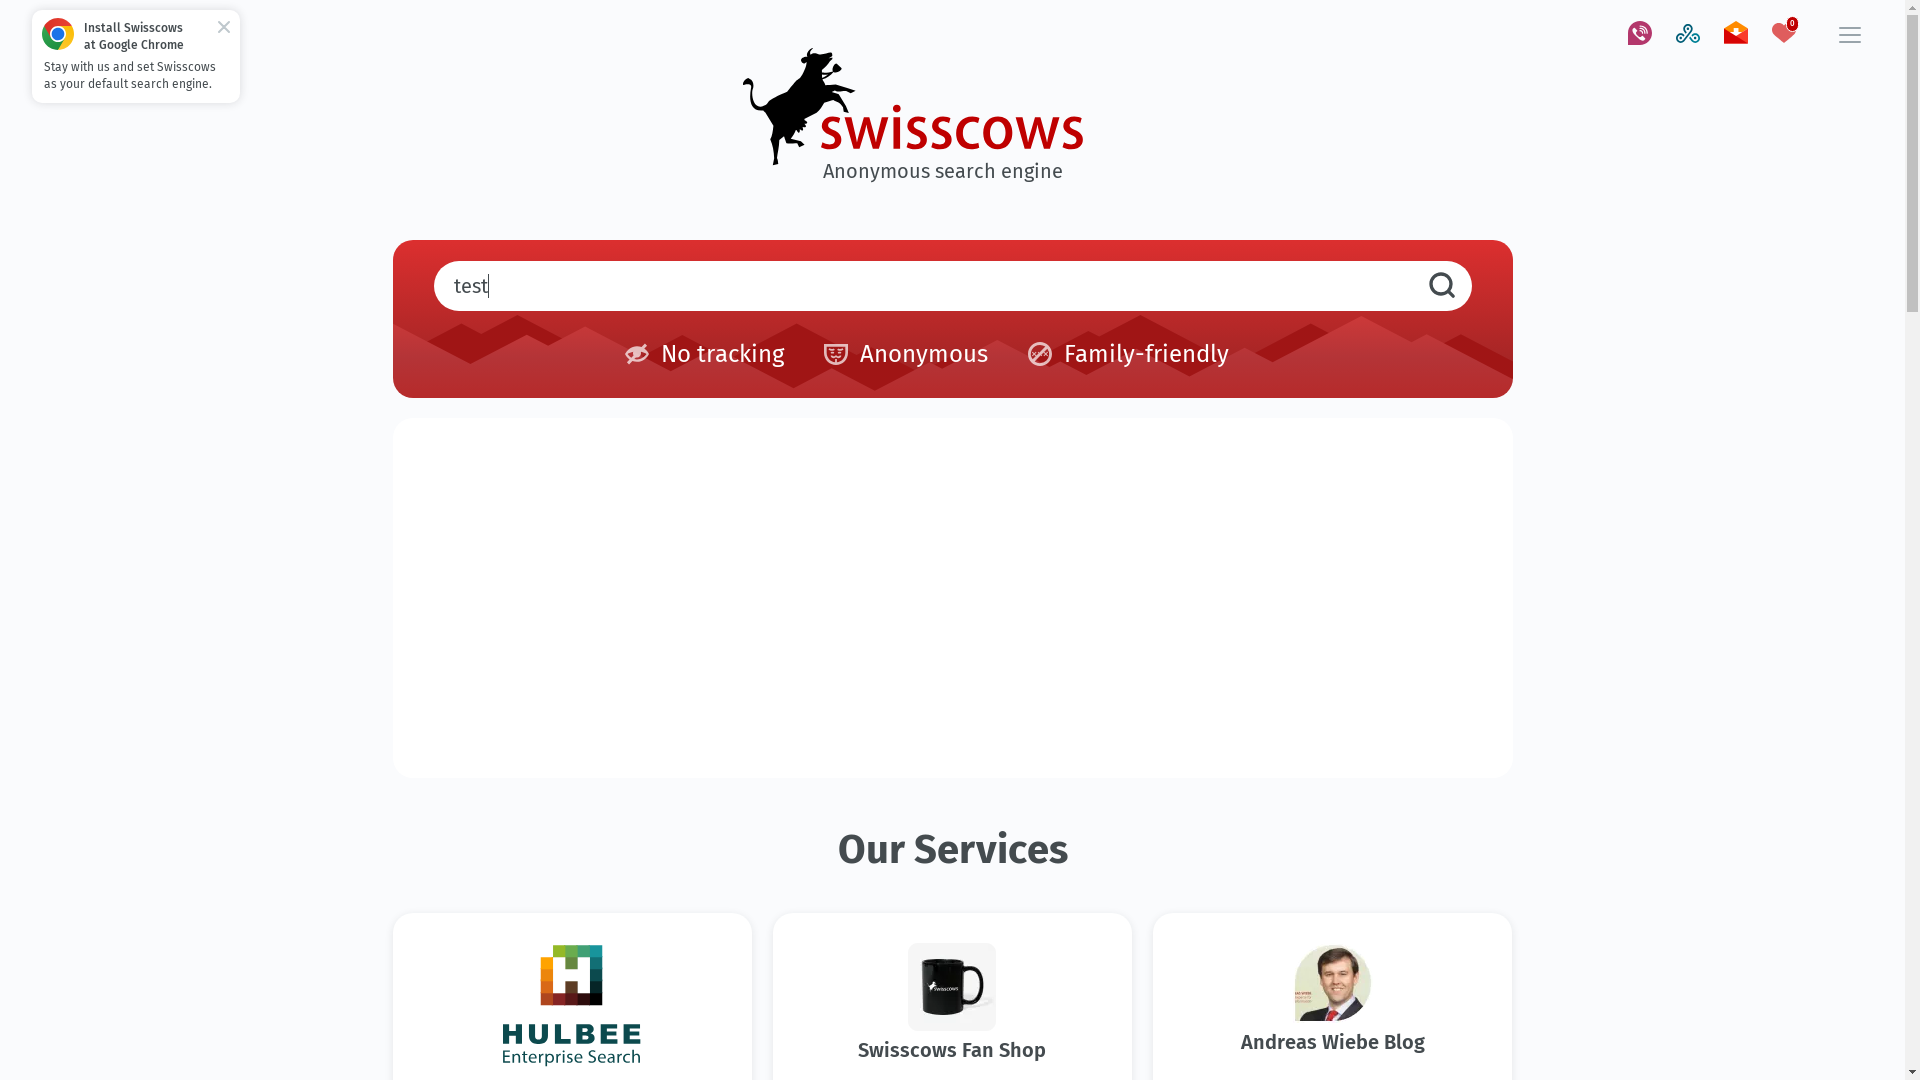 Install Swisscows
at Google Chrome
Stay with us and set Swisscows
as your default search engine.
0
swisscows
Anonymous search engine
test
No tracking
Anonymous
Family-friendly
Our Services
HULBEE
Enterprise Search
swisscows
Swisscows Fan Shop
Andreas Wiebe Blog